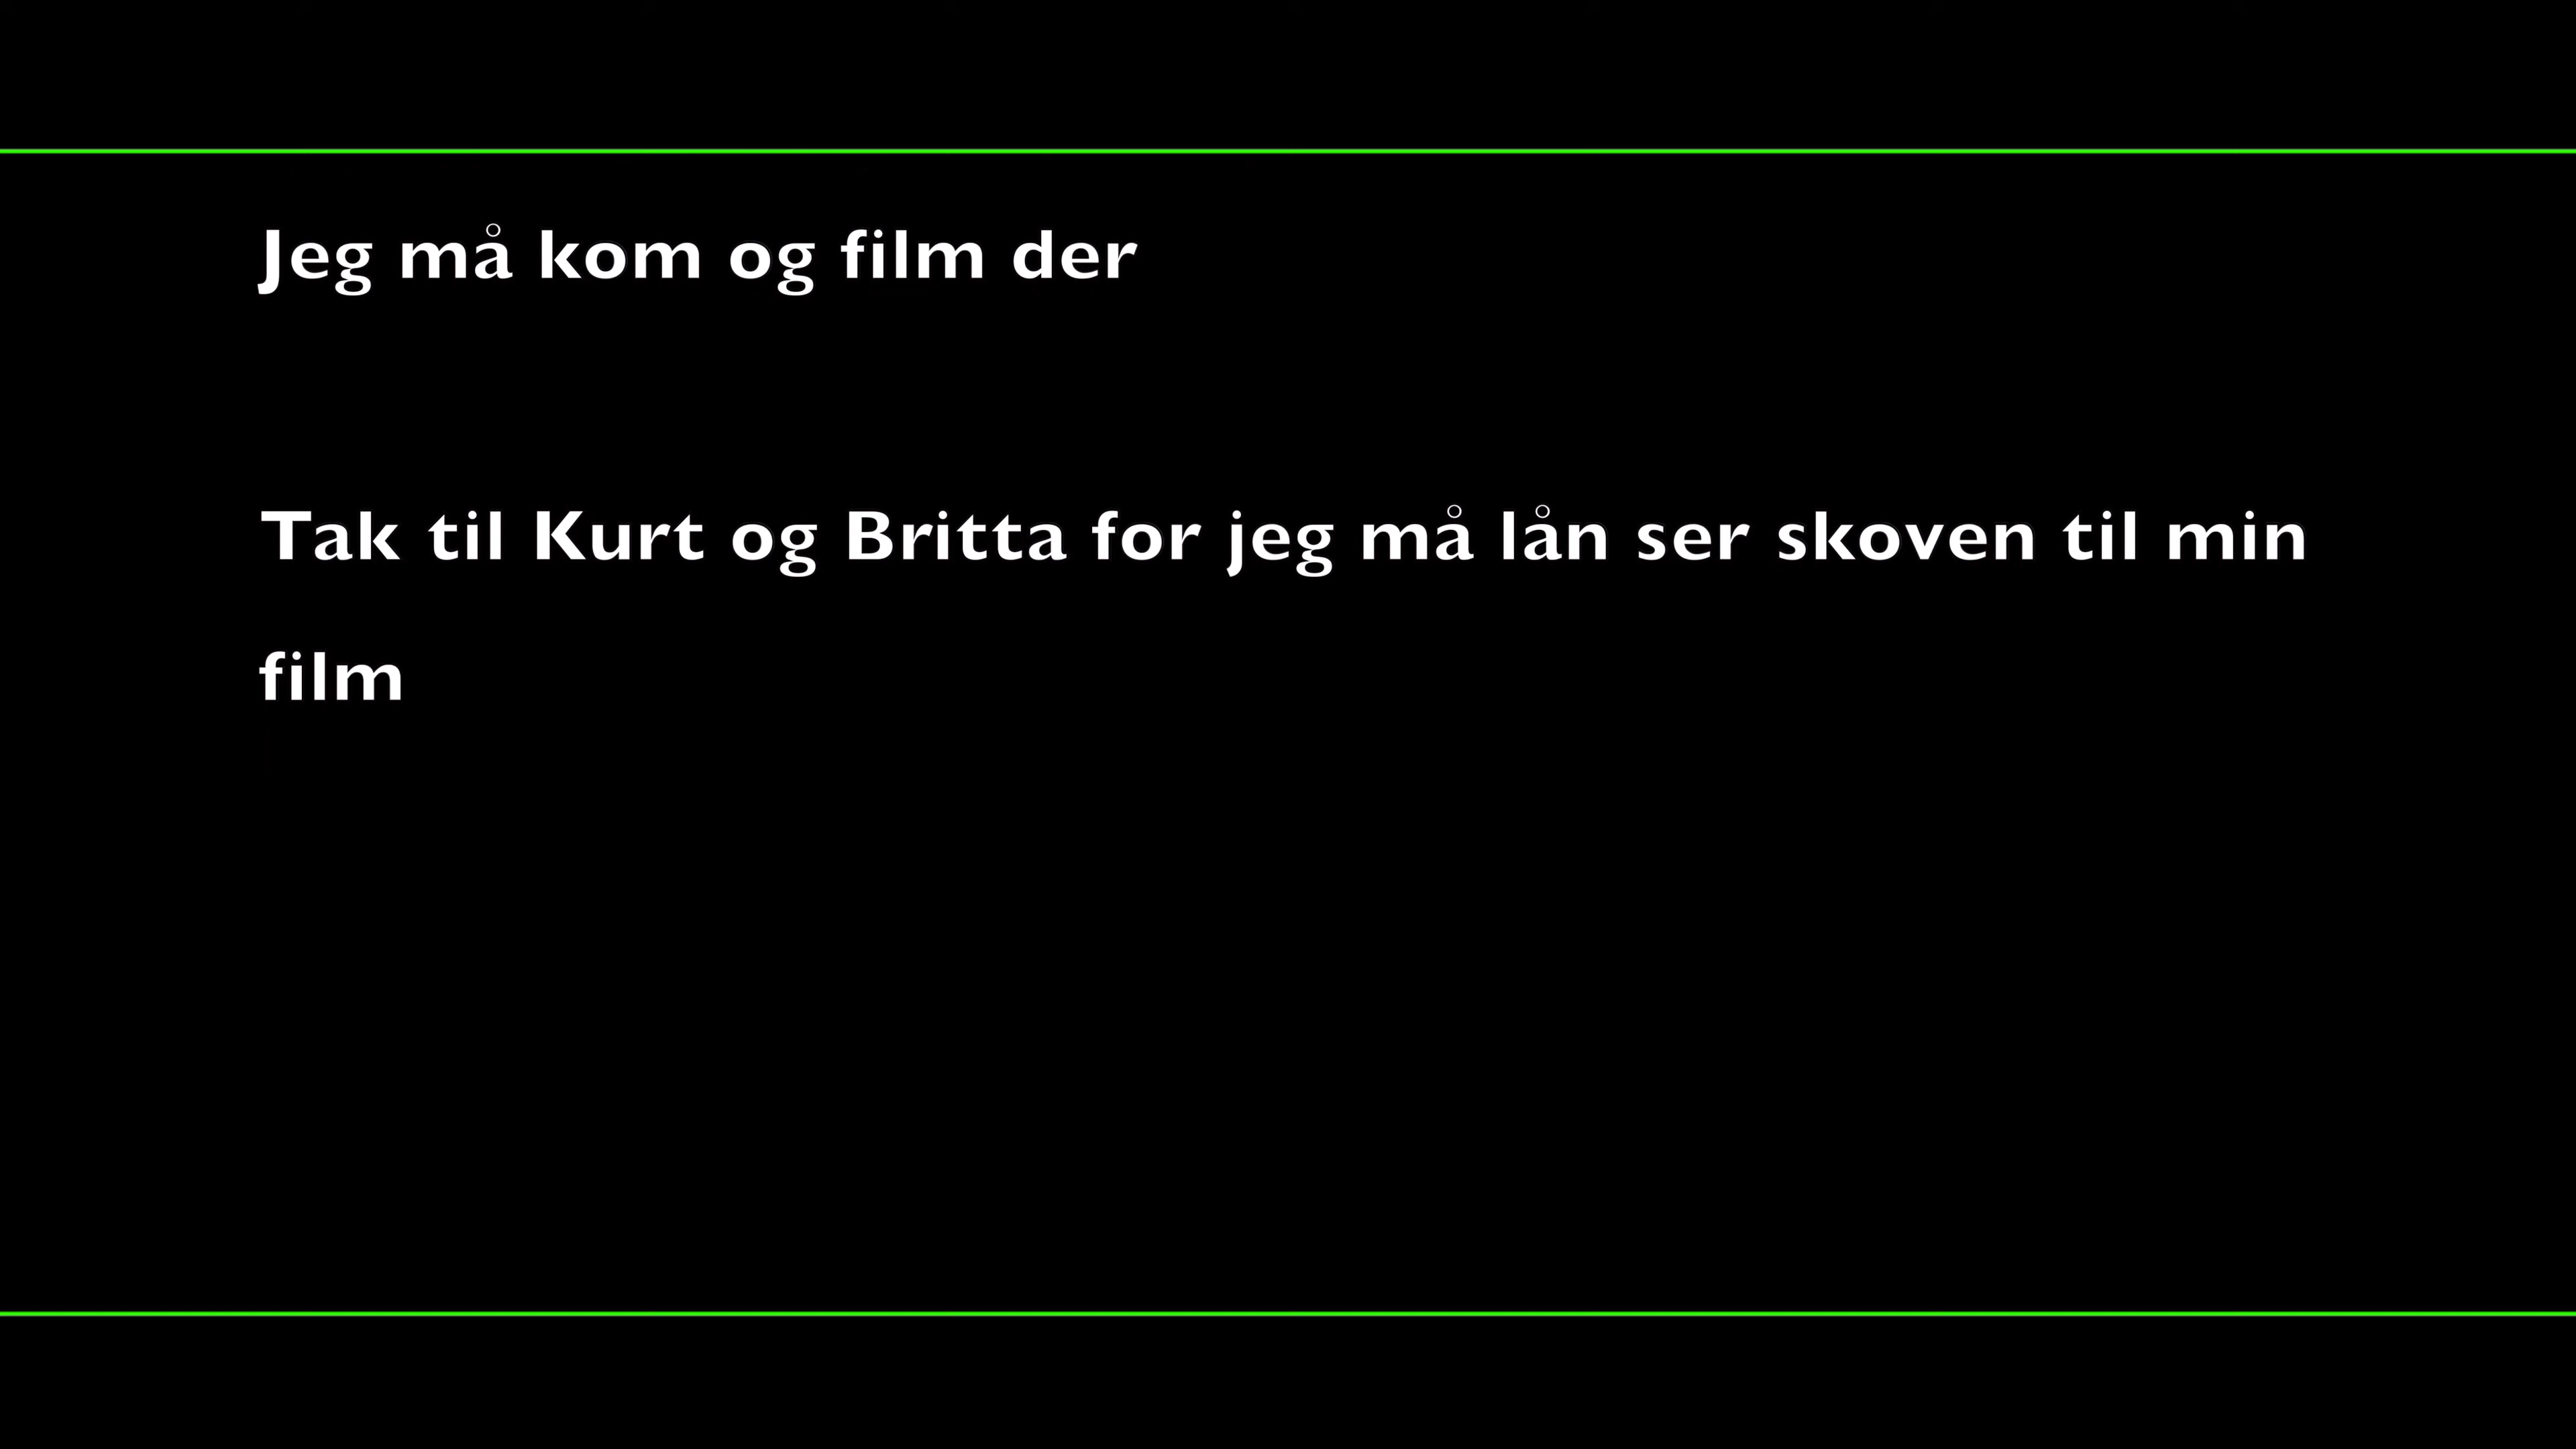 Jeg må kom og film der
Tak til Kurt og Britta for jeg må lån ser skoven til min
film